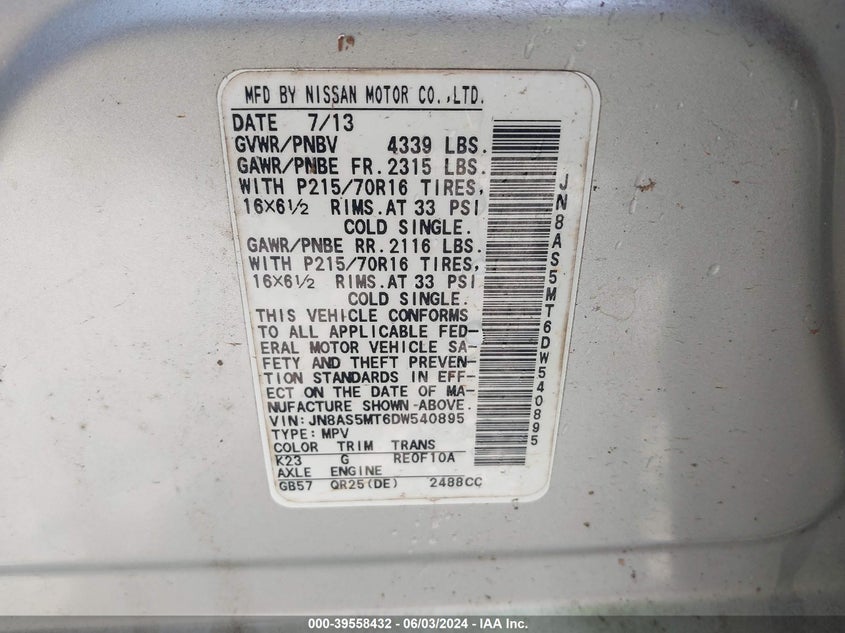 MFD BY NISSAN MOTOR CO.,LTD.
DATE 7/13
GVWR/PNBV 4339 LBS.
GAWR/PNBE FR. 2315 LBS.
WITH P215/70R16 TIRES,
16×6½ RIMS. AT 33 PSI
COLD SINGLE.
GAWR/PNBE RR. 2116 LBS.
WITH P215/70R16 TIRES,
16×6½ RIMS. AT 33 PSI
COLD SINGLE.
THIS VEHICLE CONFORMS
TO ALL APPLICABLE FED-
ERAL MOTOR VEHICLE SA-
FETY AND THEFT PREVEN-
TION STANDARDS IN EFF-
ECT ON THE DATE OF MA-
NUFACTURE SHOWN ABOVE.
VIN: JN8AS5MT6DW540895
TYPE: MPV
COLOR TRIM TRANS
K23 G RE0F10A
AXLE ENGINE
GB57 QR25(DE) 2488CC
JN8AS5MT6DW540895
000-39558432 - 06/03/2024 - IAA Inc.